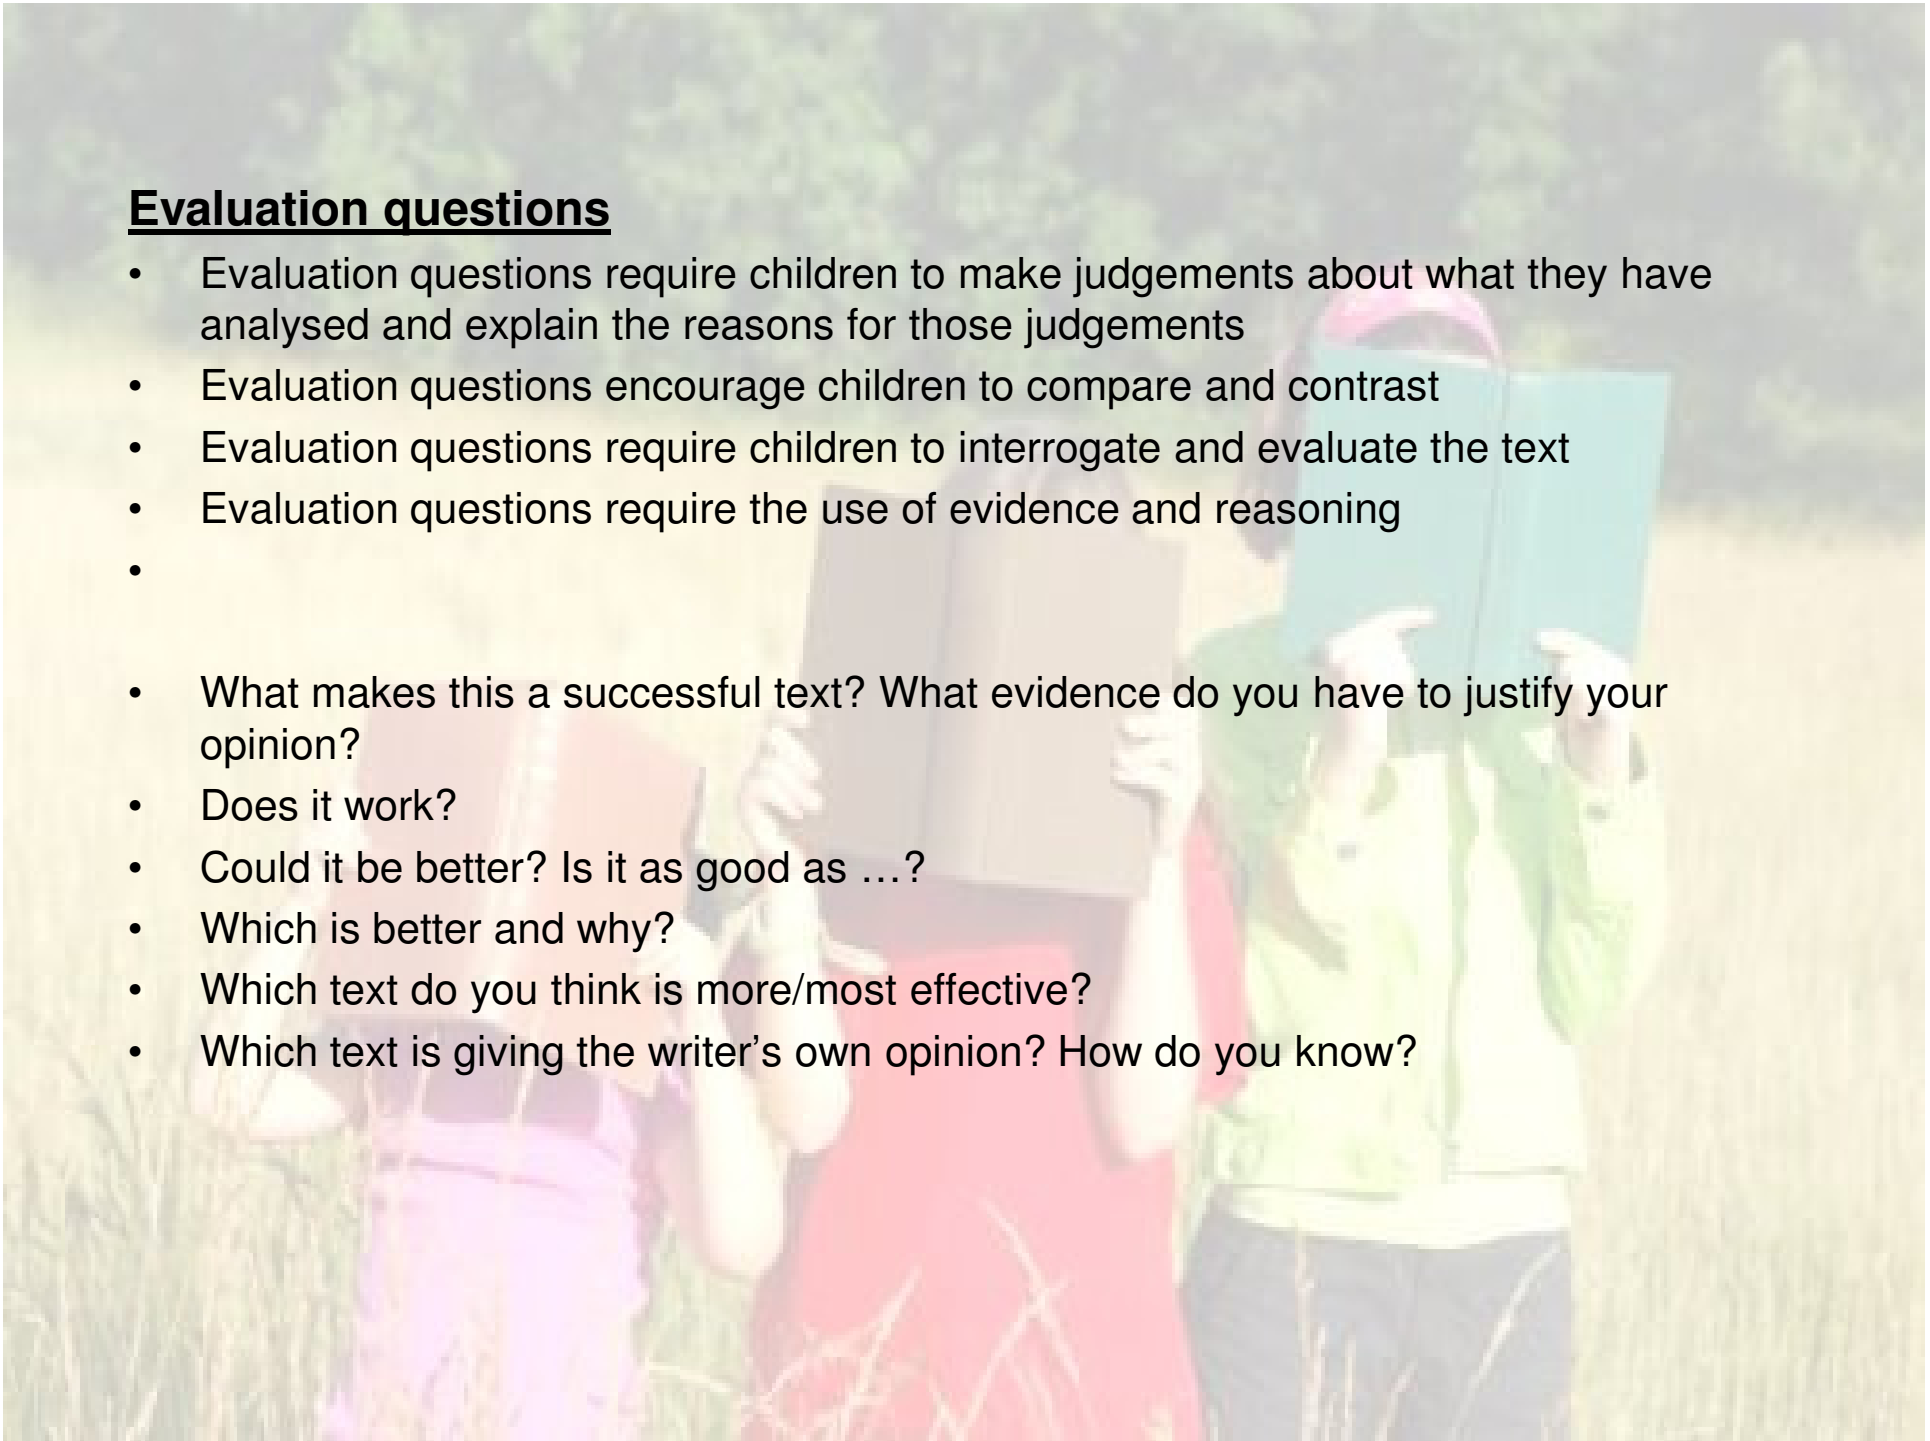 Evaluation questions
• Evaluation questions require children to make judgements about what they have
analysed and explain the reasons for those judgements
• Evaluation questions encourage children to compare and contrast
• Evaluation questions require children to interrogate and evaluate the text
• Evaluation questions require the use of evidence and reasoning
•
• What makes this a successful text? What evidence do you have to justify your
opinion?
• Does it work?
• Could it be better? Is it as good as …?
• Which is better and why?
• Which text do you think is more/most effective?
• Which text is giving the writer’s own opinion? How do you know?